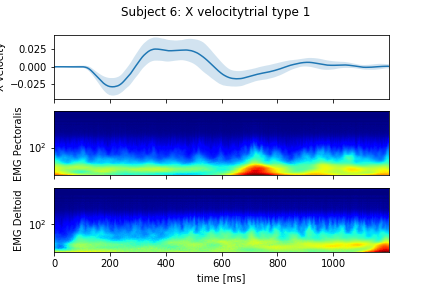 Subject 6: X velocitytrial type 1
X velocity
0.025
0.000
−0.025
EMG Pectoralis
10²
EMG Deltoid
10²
0 200 400 600 800 1000
time [ms]